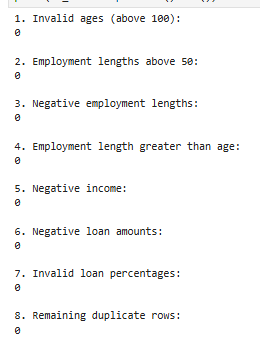 1. Invalid ages (above 100):
0
2. Employment lengths above 50:
0
3. Negative employment lengths:
0
4. Employment length greater than age:
0
5. Negative income:
0
6. Negative loan amounts:
0
7. Invalid loan percentages:
0
8. Remaining duplicate rows:
0